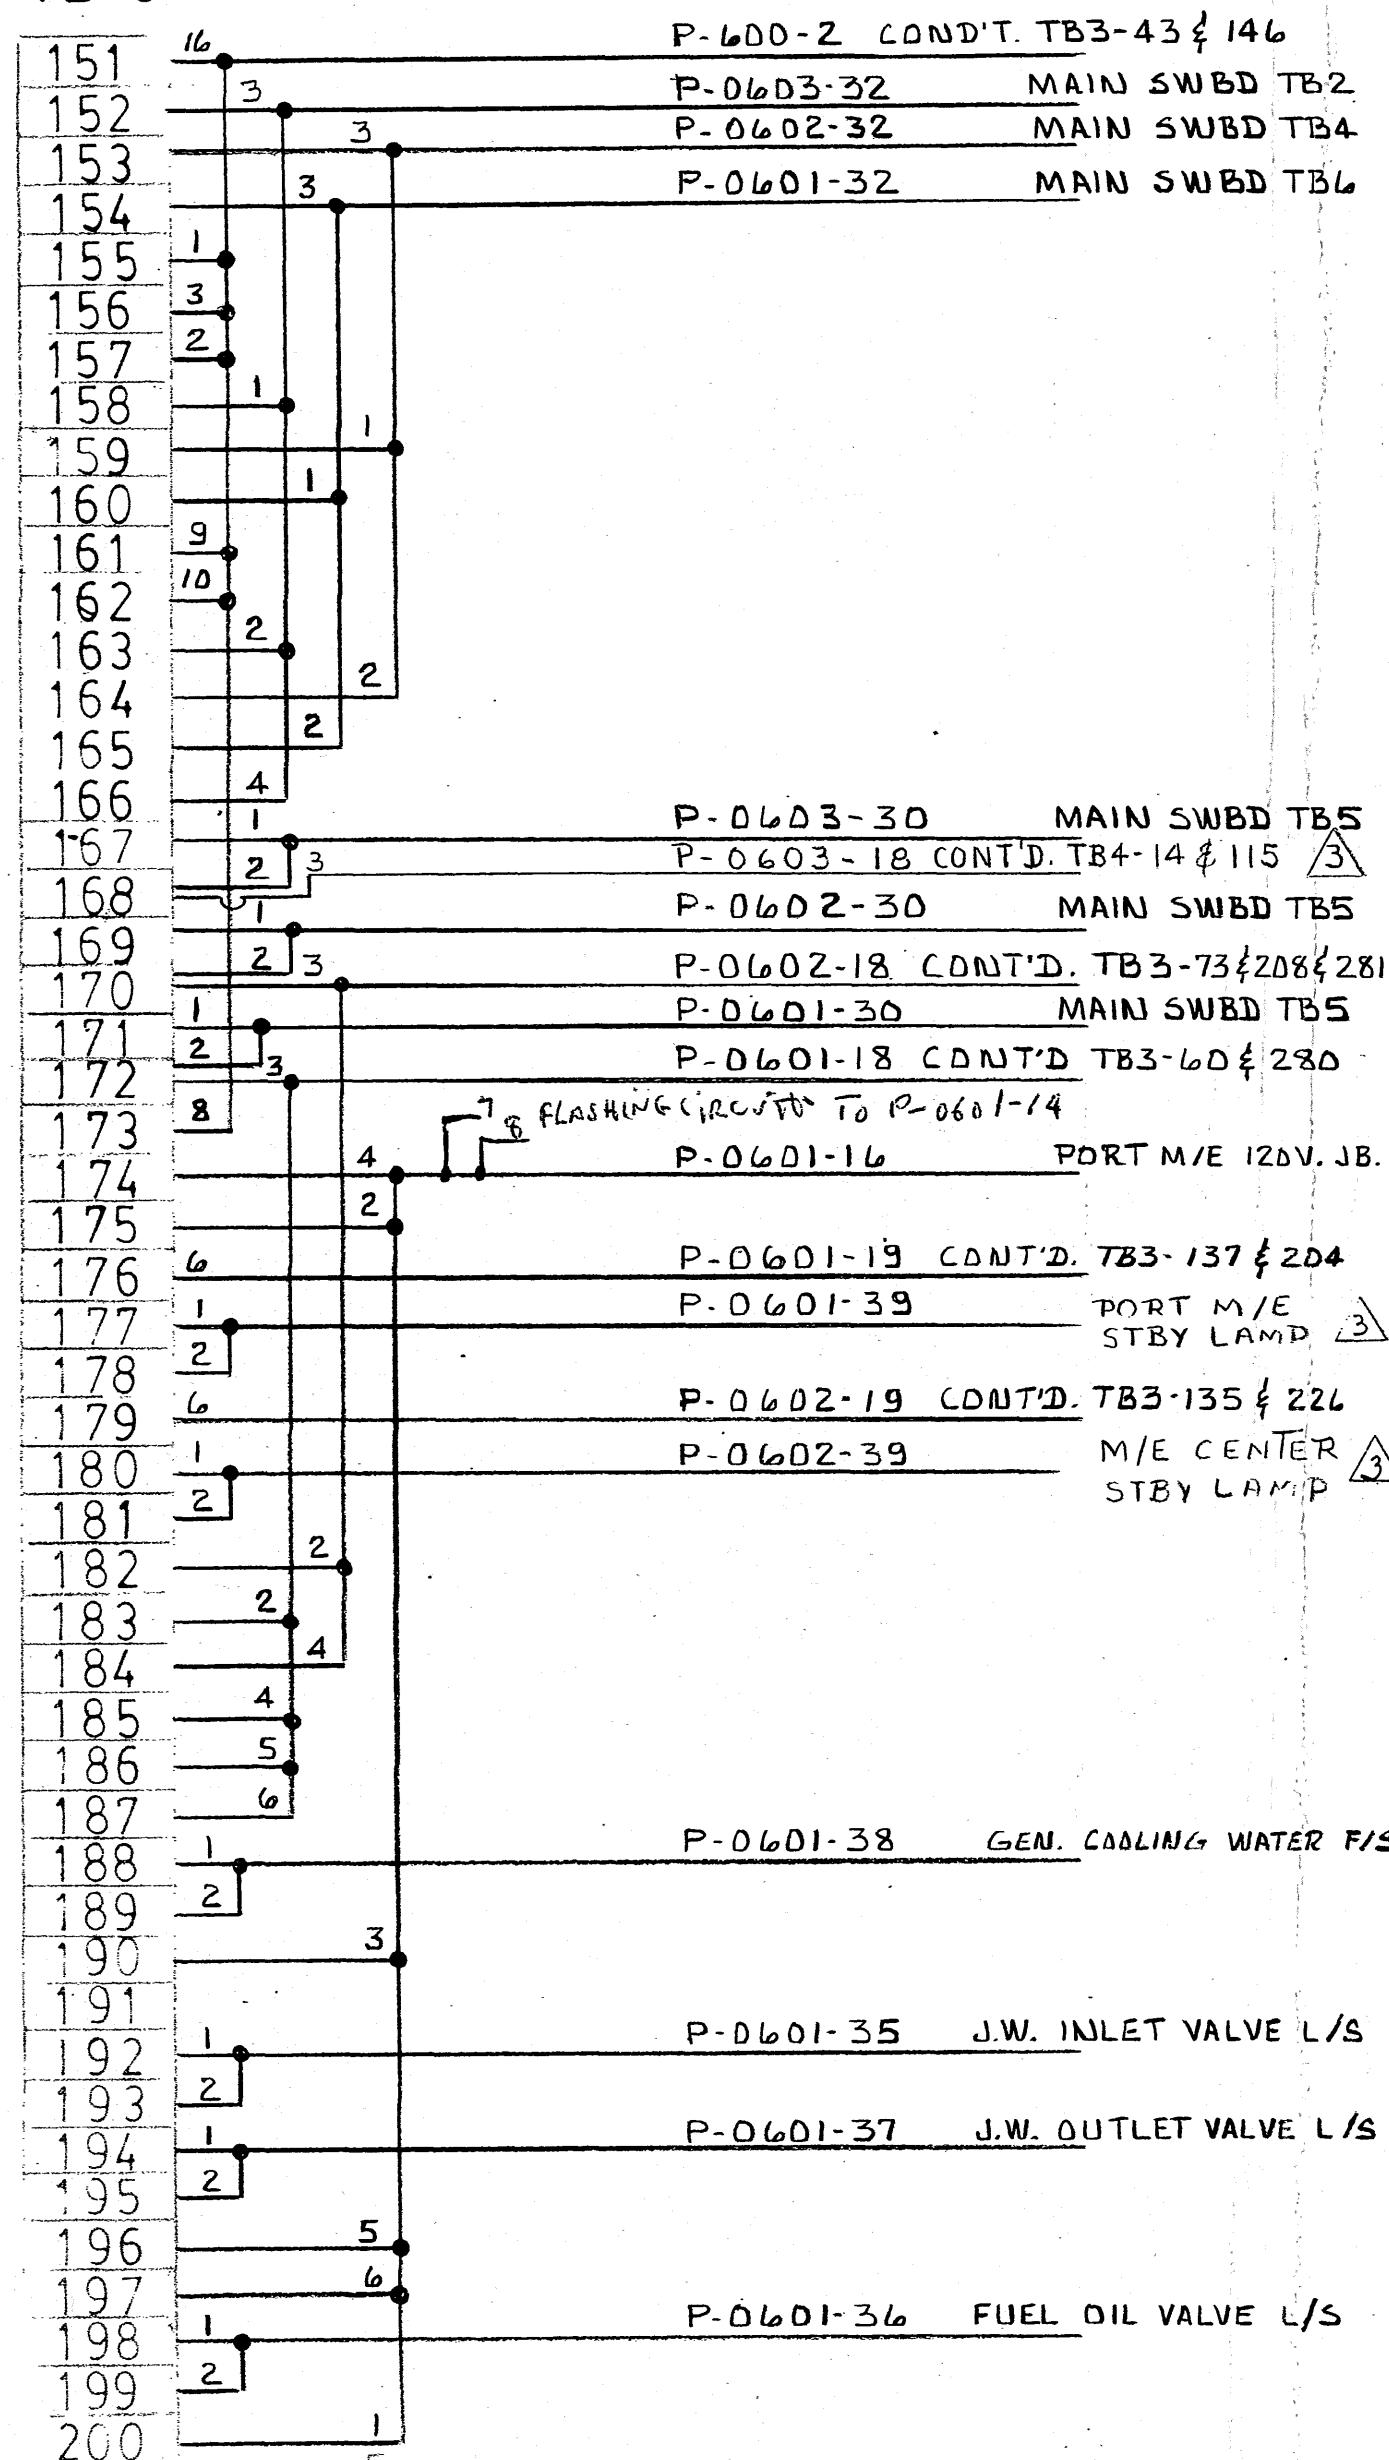 151 16 P-600-2 COND'T. TB3-43 & 146
152 3 P-0603-32 MAIN SWBD TB2
153 3 P-0602-32 MAIN SWBD TB4
154 3 P-0601-32 MAIN SWBD TB6
155 1
156 3
157 2
158 1
159 1
160 1
161 9
162 10
163 2
164 2
165 2
166 4
167 1 P-0603-30 MAIN SWBD TB5
168 2 3 P-0603-18 CONT'D. TB4-14 & 115 3
169 1 P-0602-30 MAIN SWBD TB5
170 2 3 P-0602-18 CONT'D. TB3-73 & 208 & 281
171 1 P-0601-30 MAIN SWBD TB5
172 2 3 P-0601-18 CONT'D TB3-60 & 280
173 8 7 8 FLASHING CIRCUIT TO P-0601-14
174 4 P-0601-16 PORT M/E 120V. JB.
175 2
176 6 P-0601-19 CONT'D. TB3-137 & 204
177 1 P-0601-39 PORT M/E
178 2 STBY LAMP 3
179 6 P-0602-19 CONT'D. TB3-135 & 226
180 1 P-0602-39 M/E CENTER 3
181 2 STBY LAMP
182 2
183 2
184 4
185 4
186 5
187 6
188 1 P-0601-38 GEN. COOLING WATER F/S
189 2
190 3
191
192 1 P-0601-35 J.W. INLET VALVE L/S
193 2
194 1 P-0601-37 J.W. OUTLET VALVE L/S
195 2
196 5
197 6
198 1 P-0601-36 FUEL OIL VALVE L/S
199 2
200 1